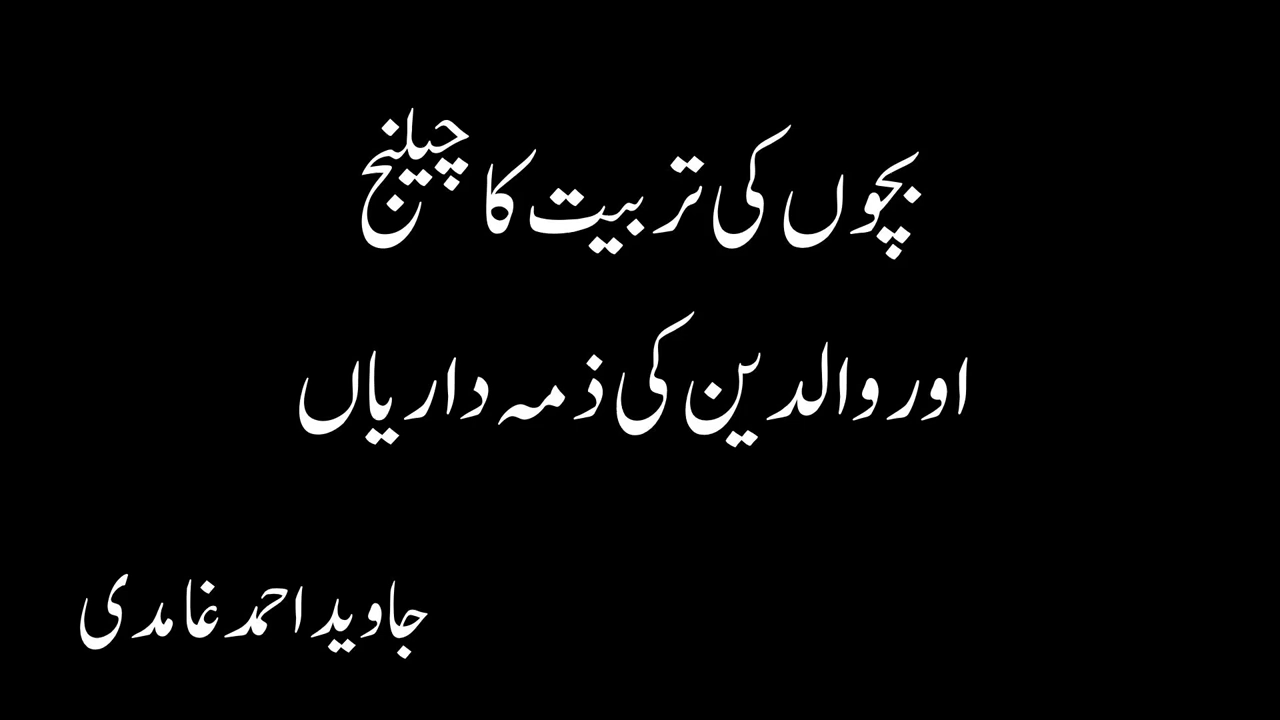 بچوں کی تربیت کا چیلنج
اور والدین کی ذمہ داریاں
جاوید احمد غامدی